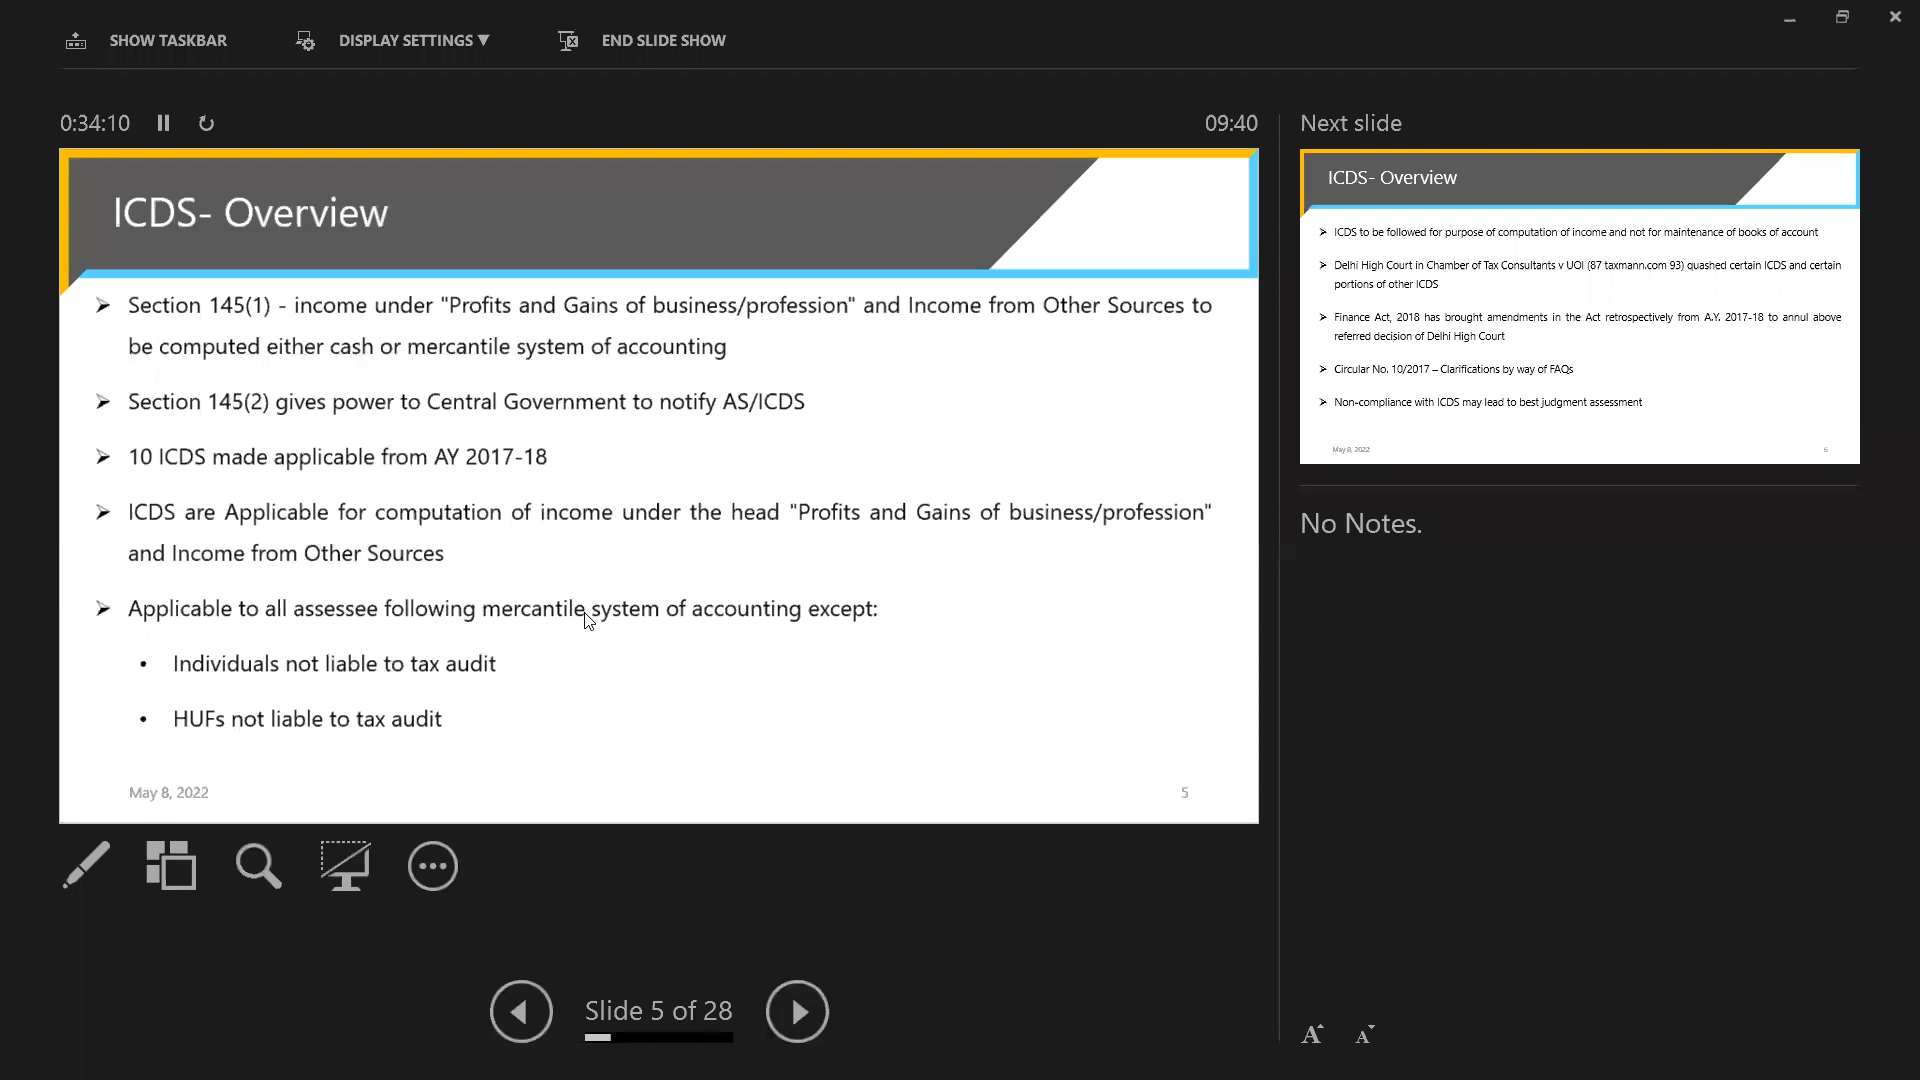 SHOW TASKBAR
DISPLAY SETTINGS ▼
END SLIDE SHOW
0:34:10
09:40
ICDS- Overview
➢ Section 145(1) - income under "Profits and Gains of business/profession" and Income from Other Sources to
be computed either cash or mercantile system of accounting
➢ Section 145(2) gives power to Central Government to notify AS/ICDS
➢ 10 ICDS made applicable from AY 2017-18
➢ ICDS are Applicable for computation of income under the head "Profits and Gains of business/profession"
and Income from Other Sources
➢ Applicable to all assessee following mercantile system of accounting except:
• Individuals not liable to tax audit
• HUFs not liable to tax audit
May 8, 2022
5
Slide 5 of 28
Next slide
ICDS- Overview
➢ ICDS to be followed for purpose of computation of income and not for maintenance of books of account
➢ Delhi High Court in Chamber of Tax Consultants v UOI (87 taxmann.com 93) quashed certain ICDS and certain
portions of other ICDS
➢ Finance Act, 2018 has brought amendments in the Act retrospectively from A.Y. 2017-18 to annul above
referred decision of Delhi High Court
➢ Circular No. 10/2017 – Clarifications by way of FAQs
➢ Non-compliance with ICDS may lead to best judgment assessment
May 8, 2022
6
No Notes.
A A